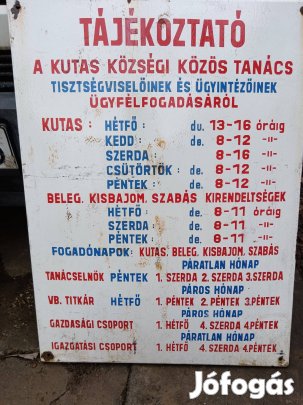 TÁJÉKOZTATÓ
A KUTAS KÖZSÉGI KÖZÖS TANÁCS
TISZTSÉGVISELŐINEK ÉS ÜGYINTÉZŐINEK
ÜGYFÉLFOGADÁSÁRÓL
KUTAS: HÉTFŐ: du. 13-16 óráig
KEDD: de. 8-12 -"-
SZERDA 8-16 -"-
CSÜTÖRTÖK: de. 8-12 -"-
PÉNTEK: de. 8-12 -"-
BELEG, KISBAJOM, SZABÁS KIRENDELTSÉGEK
HÉTFŐ: de. 8-11 óráig
SZERDA: de. 8-11 -"-
PÉNTEK: de. 8-11 -"-
FOGADÓNAPOK: KUTAS, BELEG, KISBAJOM, SZABÁS
PÁRATLAN HÓNAP
TANÁCSELNÖK PÉNTEK 1. SZERDA 2. SZERDA 3. SZERDA
PÁROS HÓNAP
VB. TITKÁR HÉTFŐ 1. PÉNTEK 2. PÉNTEK 3. PÉNTEK
PÁROS HÓNAP
GAZDASÁGI CSOPORT 1. HÉTFŐ 4. SZERDA 4. PÉNTEK
PÁRATLAN HÓNAP
IGAZGATÁSI CSOPORT 1. HÉTFŐ 4. SZERDA 4. PÉNTEK
Jófogás